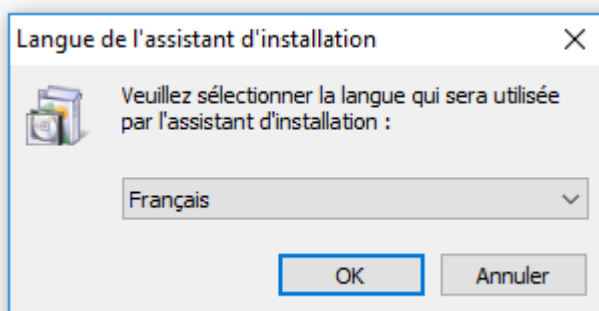 Langue de l'assistant d'installation
Veuillez sélectionner la langue qui sera utilisée
par l'assistant d'installation :
Français
OK
Annuler